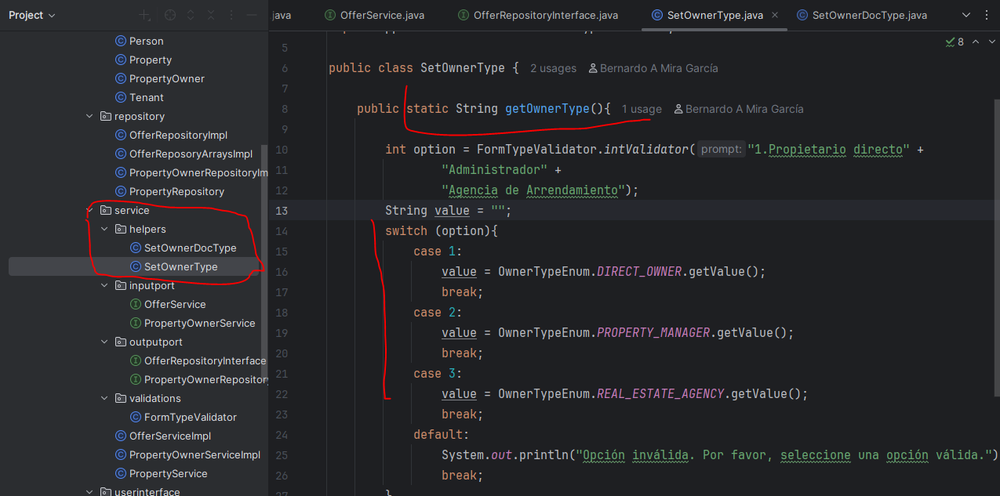 Project
java
OfferService.java
OfferRepositoryInterface.java
SetOwnerType.java
SetOwnerDocType.java
Person
Property
PropertyOwner
Tenant
repository
OfferRepositoryImpl
OfferReposoryArraysImpl
PropertyOwnerRepositoryIm
PropertyRepository
service
helpers
SetOwnerDocType
SetOwnerType
inputport
OfferService
PropertyOwnerService
outputport
OfferRepositoryInterface
PropertyOwnerRepository
validations
FormTypeValidator
OfferServiceImpl
PropertyOwnerServiceImpl
PropertyService
userinterface
8
5
6 public class SetOwnerType { 2 usages Bernardo A Mira García
7
8 public static String getOwnerType(){ 1 usage Bernardo A Mira García
9
10 int option = FormTypeValidator.intValidator( prompt: "1.Propietario directo" +
11 "Administrador" +
12 "Agencia de Arrendamiento");
13 String value = "";
14 switch (option){
15 case 1:
16 value = OwnerTypeEnum.DIRECT_OWNER.getValue();
17 break;
18 case 2:
19 value = OwnerTypeEnum.PROPERTY_MANAGER.getValue();
20 break;
21 case 3:
22 value = OwnerTypeEnum.REAL_ESTATE_AGENCY.getValue();
23 break;
24 default:
25 System.out.println("Opción inválida. Por favor, seleccione una opción válida.")
26 break;
27 }